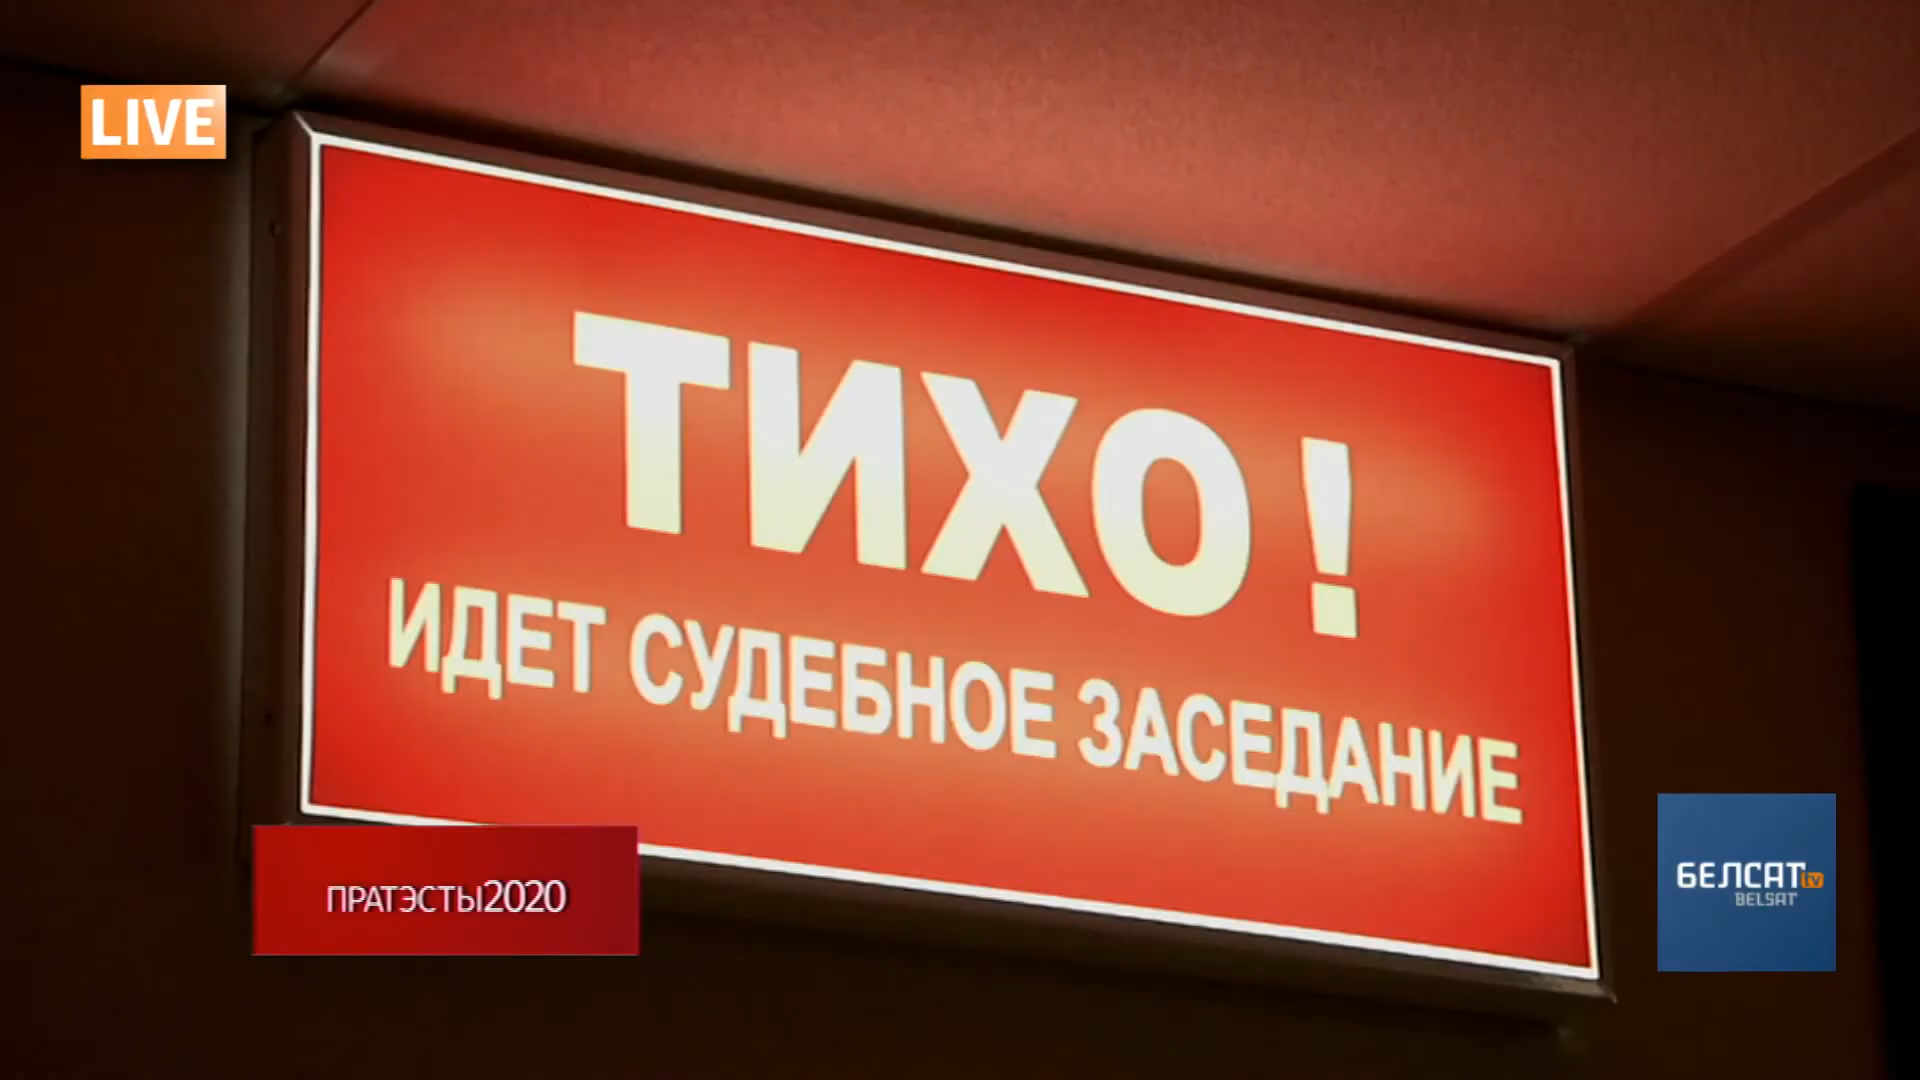 LIVE
ТИХО!
ИДЕТ СУДЕБНОЕ ЗАСЕДАНИЕ
ПРАТЭСТЫ2020
БЕЛСАТ tv
BELSAT